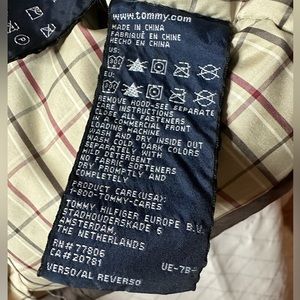 www.tommy.com
MADE IN CHINA
FABRIQUÉ EN CHINE
HECHO EN CHINA
US:
EU:
REMOVE HOOD-SEE SEPARATE
CARE INSTRUCTIONS
CLOSE ALL FASTENERS
IN A COMMERCIAL FRONT
LOADING MACHINE
WASH AND DRY INSIDE OUT
WASH COLD, DARK COLORS
SEPARATELY WITH
MILD DETERGENT
NO FABRIC SOFTENERS
DRY PROMPTLY AND
COMPLETELY
PRODUCT CARE(USA):
1-800-TOMMY-CARES
TOMMY HILFIGER EUROPE B.V.
STADHOUDERSKADE 6
AMSTERDAM,
THE NETHERLANDS
RN# 77806
CA# 20781
UE-7B-
VERSO/AL REVERSO